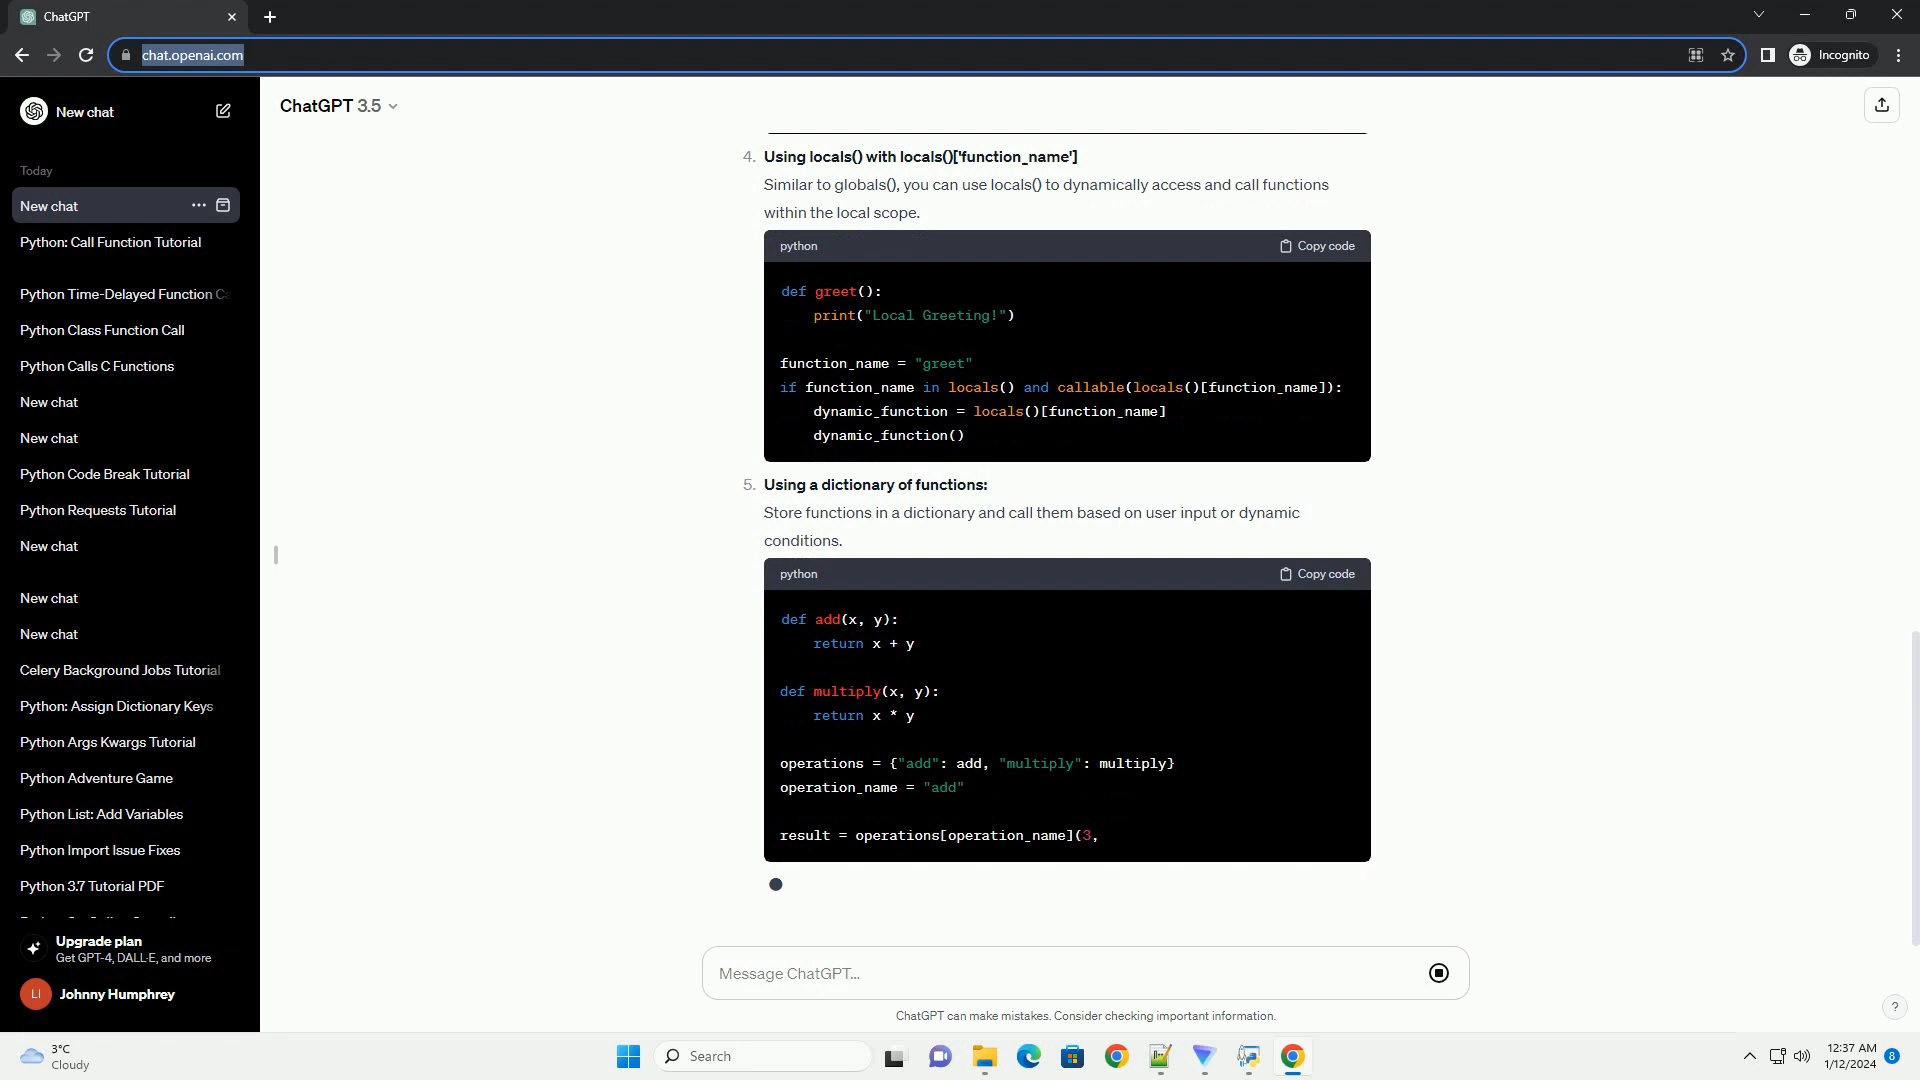 ChatGPT
chat.openai.com
Incognito
New chat
Today
New chat
Python: Call Function Tutorial
Python Time-Delayed Function Ca
Python Class Function Call
Python Calls C Functions
New chat
New chat
Python Code Break Tutorial
Python Requests Tutorial
New chat
New chat
New chat
Celery Background Jobs Tutorial
Python: Assign Dictionary Keys
Python Args Kwargs Tutorial
Python Adventure Game
Python List: Add Variables
Python Import Issue Fixes
Python 3.7 Tutorial PDF
Upgrade plan
Get GPT-4, DALL·E, and more
LI
Johnny Humphrey
ChatGPT 3.5
4. Using locals() with locals()['function_name']
Similar to globals(), you can use locals() to dynamically access and call functions
within the local scope.
python Copy code
def greet():
    print("Local Greeting!")
function_name = "greet"
if function_name in locals() and callable(locals()[function_name]):
    dynamic_function = locals()[function_name]
    dynamic_function()
5. Using a dictionary of functions:
Store functions in a dictionary and call them based on user input or dynamic
conditions.
python Copy code
def add(x, y):
    return x + y
def multiply(x, y):
    return x * y
operations = {"add": add, "multiply": multiply}
operation_name = "add"
result = operations[operation_name](3,
Message ChatGPT...
ChatGPT can make mistakes. Consider checking important information.
?
3°C
Cloudy
Search
12:37 AM
1/12/2024
8